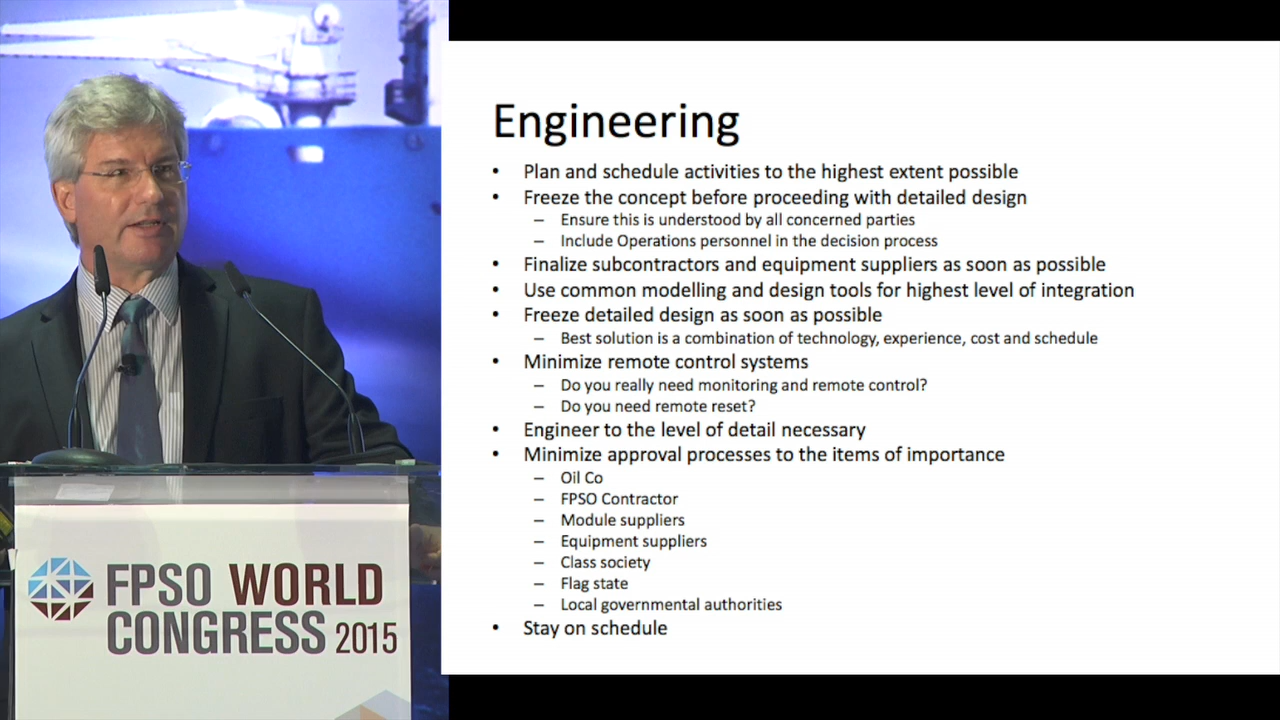 Engineering
• Plan and schedule activities to the highest extent possible
• Freeze the concept before proceeding with detailed design
– Ensure this is understood by all concerned parties
– Include Operations personnel in the decision process
• Finalize subcontractors and equipment suppliers as soon as possible
• Use common modelling and design tools for highest level of integration
• Freeze detailed design as soon as possible
– Best solution is a combination of technology, experience, cost and schedule
• Minimize remote control systems
– Do you really need monitoring and remote control?
– Do you need remote reset?
• Engineer to the level of detail necessary
• Minimize approval processes to the items of importance
– Oil Co
– FPSO Contractor
– Module suppliers
– Equipment suppliers
– Class society
– Flag state
– Local governmental authorities
• Stay on schedule
FPSO WORLD
CONGRESS 2015